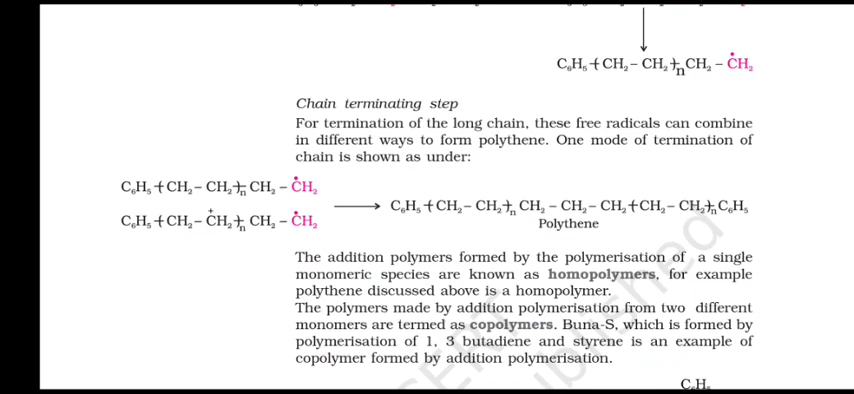 C₆H₅ ⁠(CH₂ – CH₂)ₙ CH₂ – ĊH₂
Chain terminating step
For termination of the long chain, these free radicals can combine
in different ways to form polythene. One mode of termination of
chain is shown as under:
C₆H₅ (CH₂ – CH₂)ₙ CH₂ – ĊH₂
C₆H₅ (CH₂ – CH₂)ₙ CH₂ – ĊH₂
⟶ C₆H₅ (CH₂ – CH₂)ₙ CH₂ – CH₂ – CH₂ (CH₂ – CH₂)ₙ C₆H₅
Polythene
The addition polymers formed by the polymerisation of a single
monomeric species are known as homopolymers, for example
polythene discussed above is a homopolymer.
The polymers made by addition polymerisation from two different
monomers are termed as copolymers. Buna-S, which is formed by
polymerisation of 1, 3 butadiene and styrene is an example of
copolymer formed by addition polymerisation.
C₆H₅